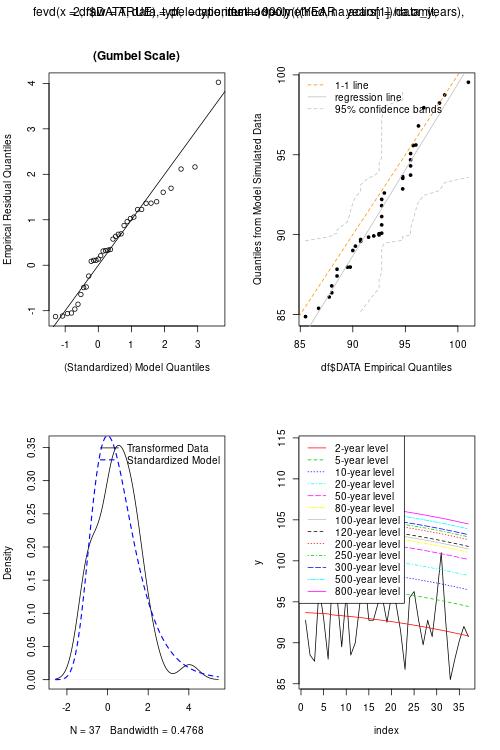 (Gumbel Scale)
Empirical Residual Quantiles
-1 0 1 2 3 4
-1 0 1 2 3
(Standardized) Model Quantiles
Quantiles from Model Simulated Data
85 90 95 100
1-1 line
regression line
95% confidence bands
85 90 95 100
df$DATA Empirical Quantiles
Density
0.00 0.05 0.10 0.15 0.20 0.25 0.30 0.35
Transformed Data
Standardized Model
-2 0 2 4
N = 37 Bandwidth = 0.4768
y
85 90 95 100 105 110 115
2-year level
5-year level
10-year level
20-year level
50-year level
80-year level
100-year level
120-year level
200-year level
250-year level
300-year level
500-year level
800-year level
0 5 10 15 20 25 30 35
index